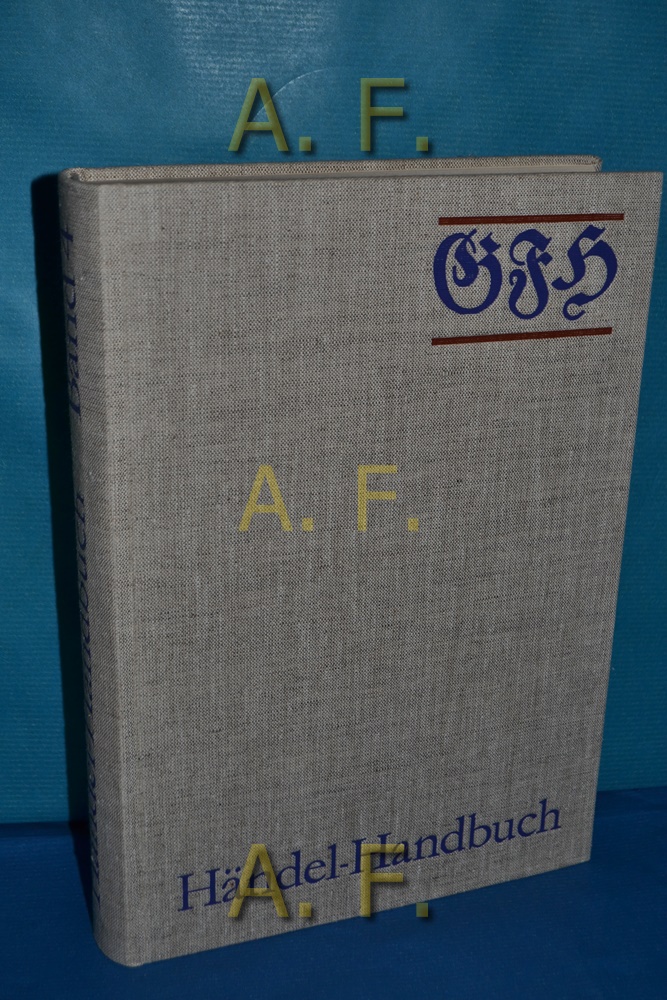 A. F.
GFH
A. F.
Händel-Handbuch
A. F.
Händel-Handbuch Band 4